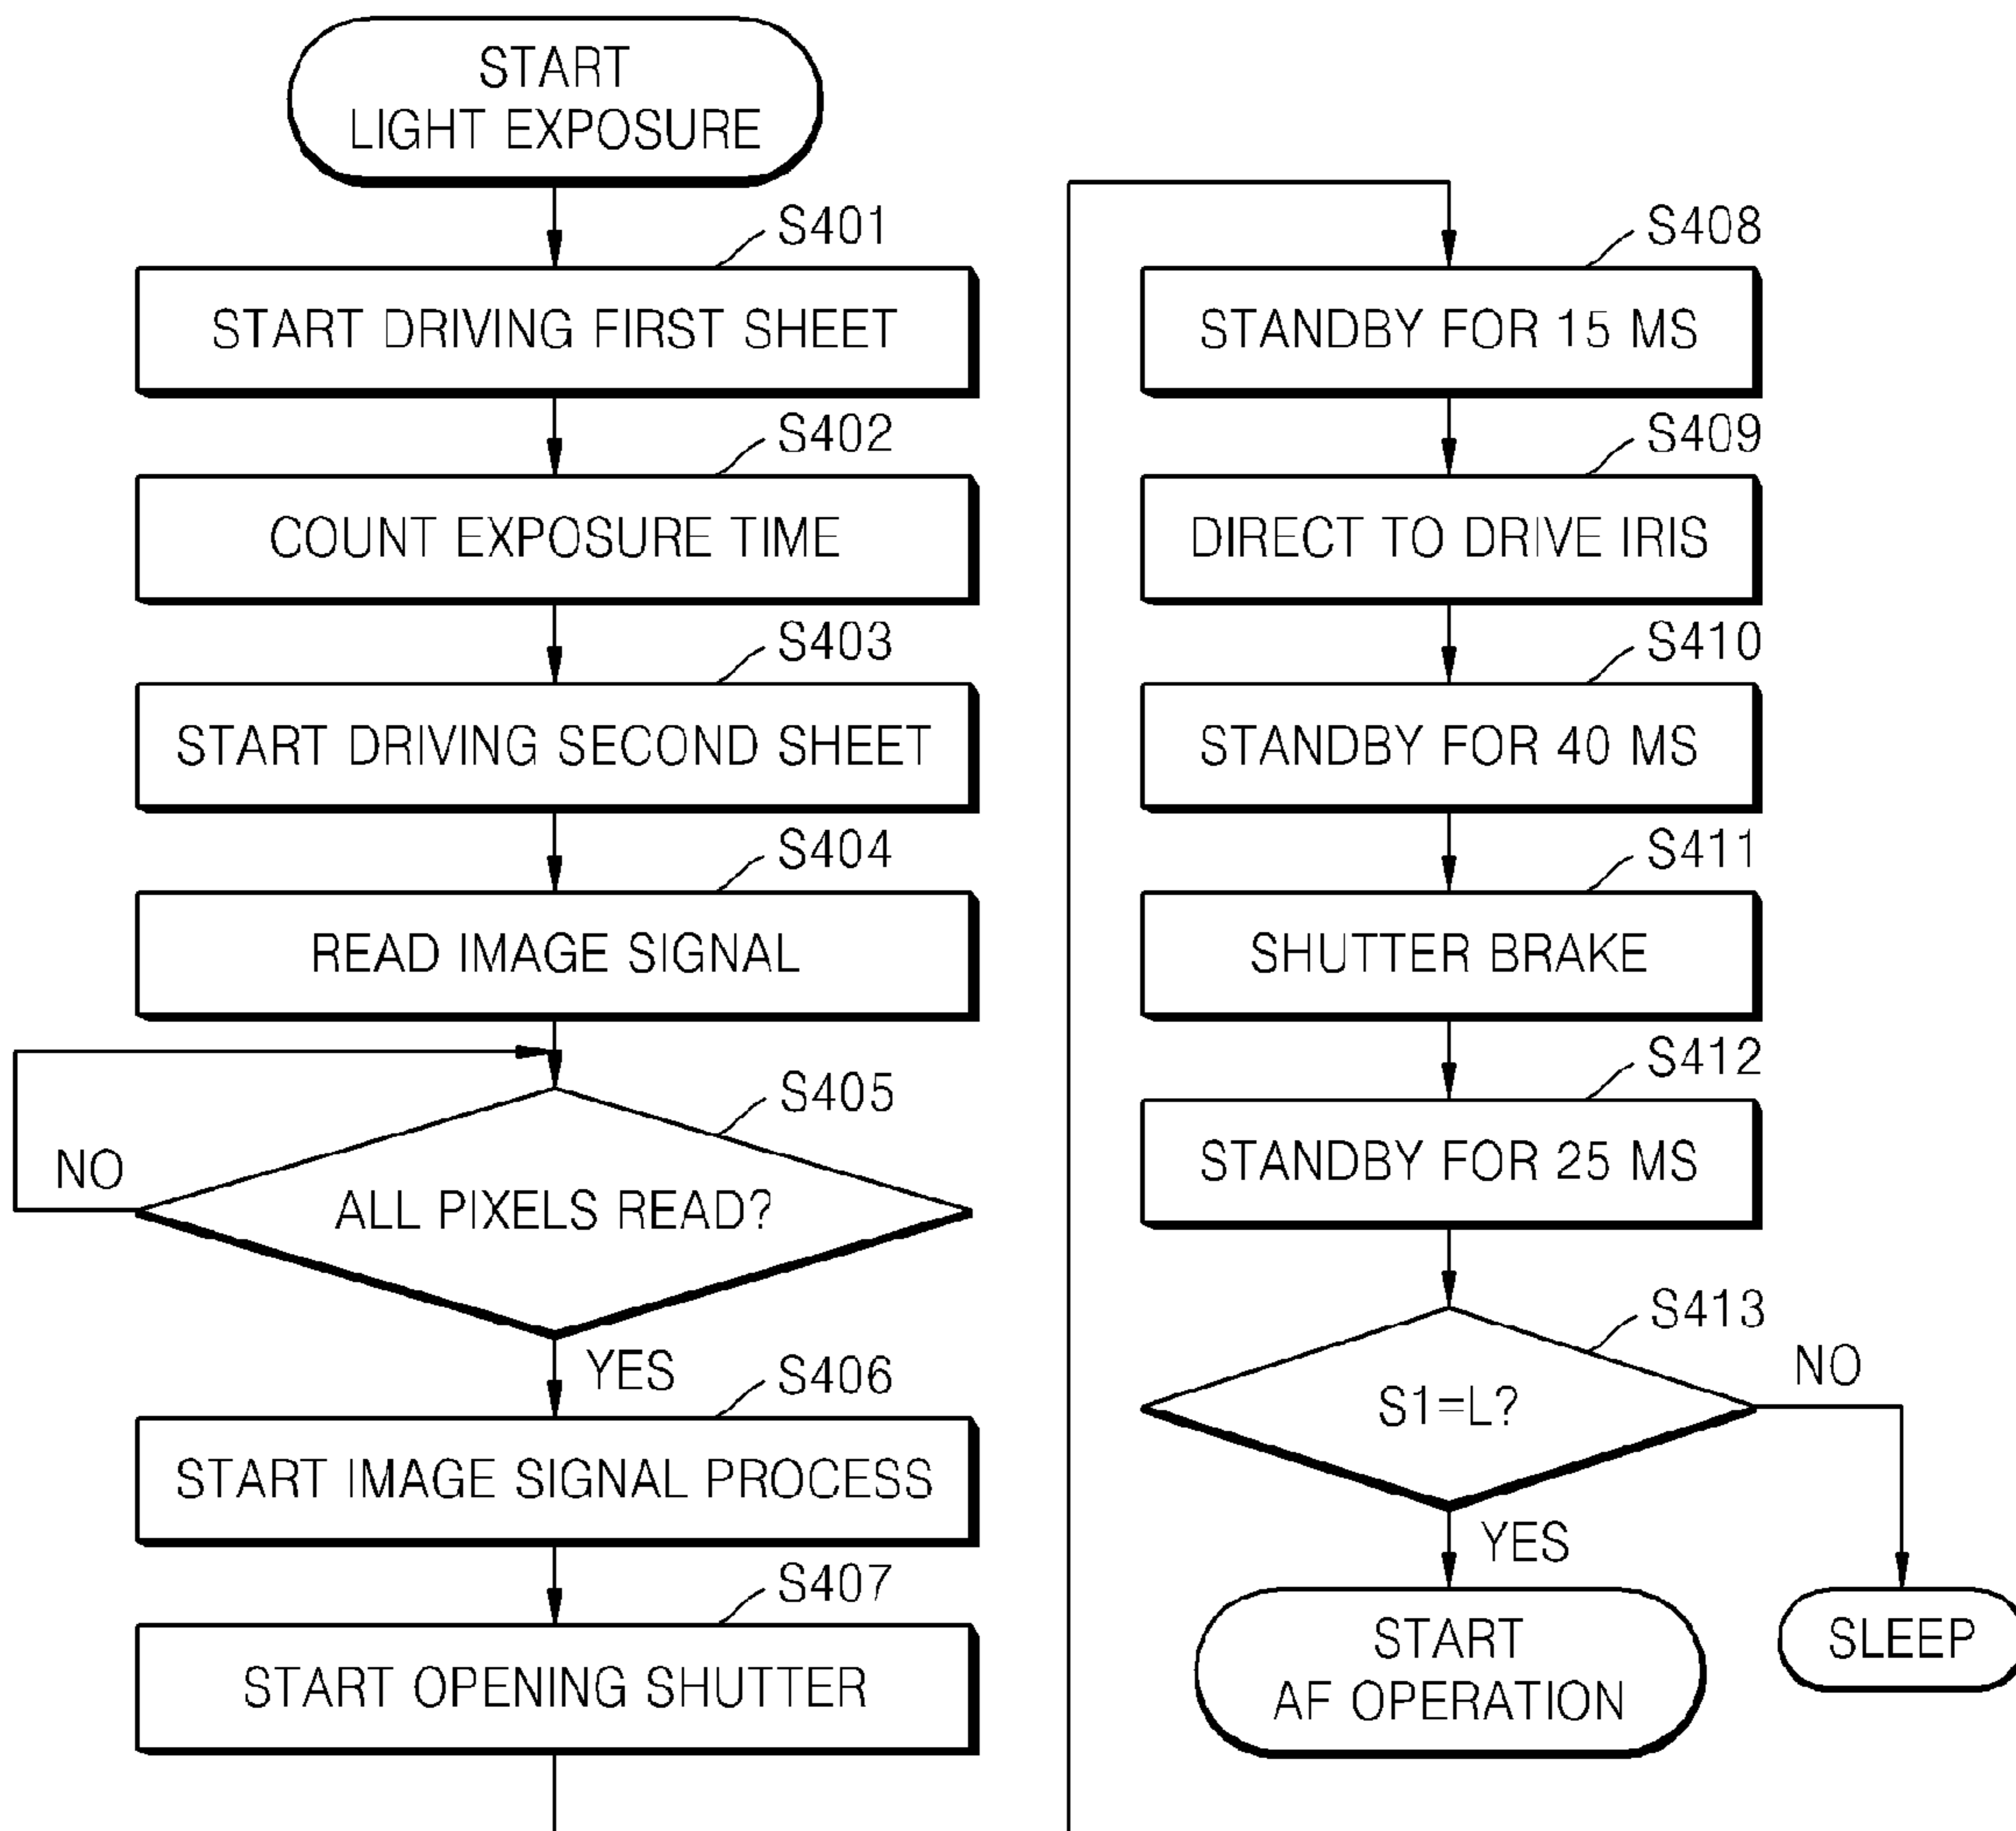 START
LIGHT EXPOSURE
S401
START DRIVING FIRST SHEET
S402
COUNT EXPOSURE TIME
S403
START DRIVING SECOND SHEET
S404
READ IMAGE SIGNAL
S405
NO
ALL PIXELS READ?
YES
S406
START IMAGE SIGNAL PROCESS
S407
START OPENING SHUTTER
S408
STANDBY FOR 15 MS
S409
DIRECT TO DRIVE IRIS
S410
STANDBY FOR 40 MS
S411
SHUTTER BRAKE
S412
STANDBY FOR 25 MS
S413
NO
S1=L?
YES
START
AF OPERATION
SLEEP